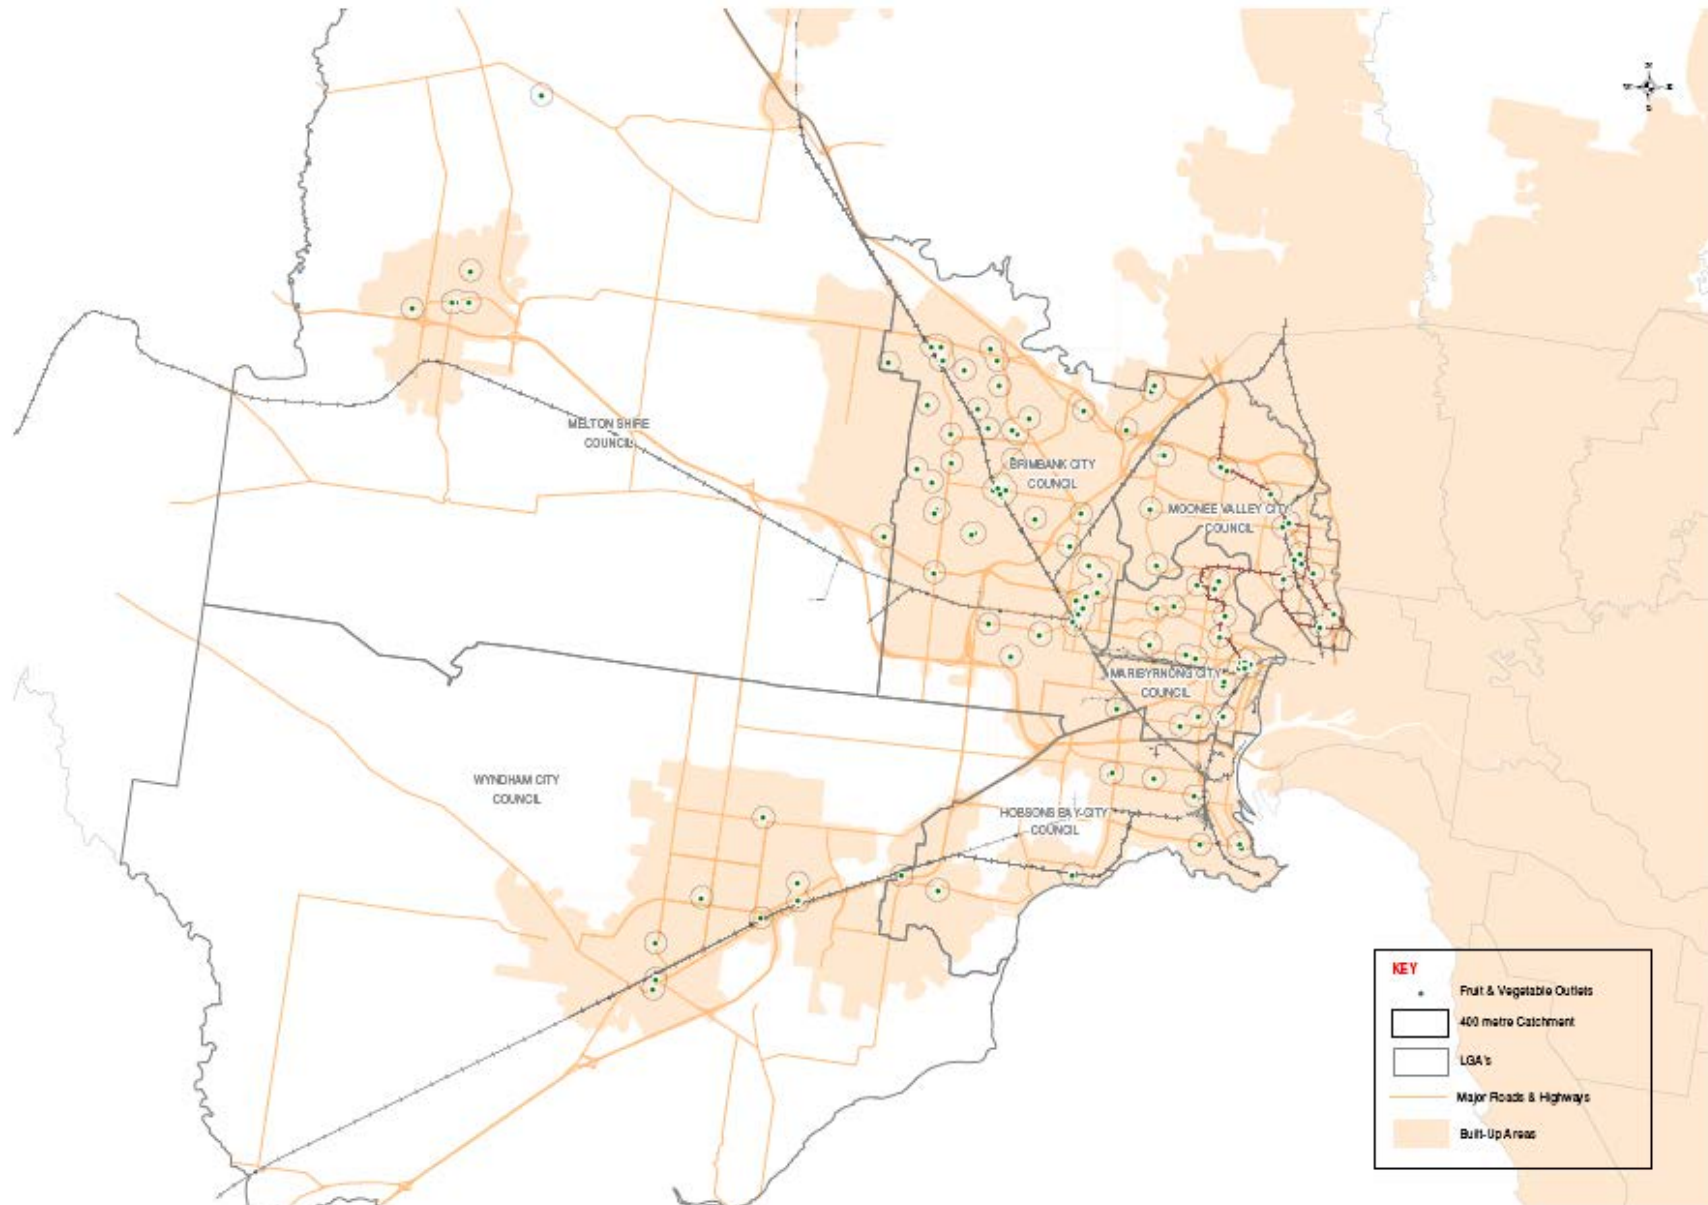 N
W E
S
MELTON SHIRE
COUNCIL
BRIMBANK CITY
COUNCIL
MOONEE VALLEY CITY
COUNCIL
MARIBYRNONG CITY
COUNCIL
WYNDHAM CITY
COUNCIL
HOBSONS BAY CITY
COUNCIL
KEY
Fruit & Vegetable Outlets
400 metre Catchment
LGA's
Major Roads & Highways
Built-Up Areas